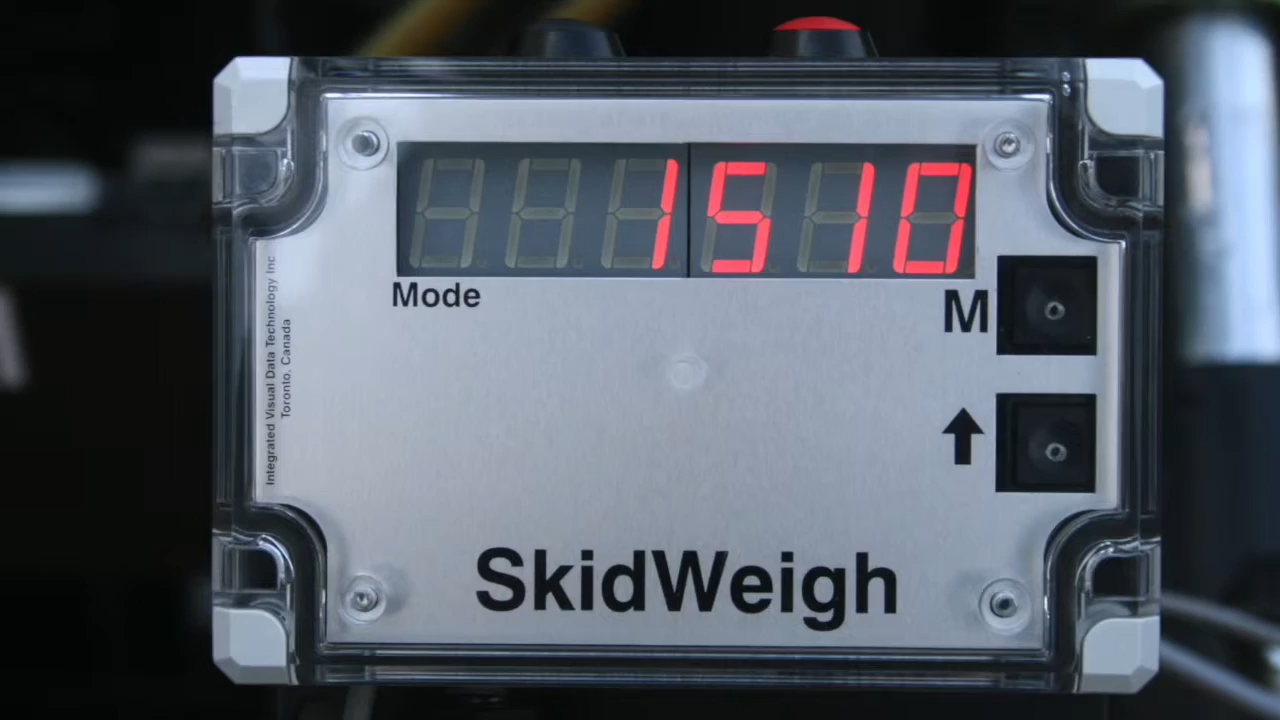 1510
Mode
M
Integrated Visual Data Technology Inc
Toronto, Canada
SkidWeigh